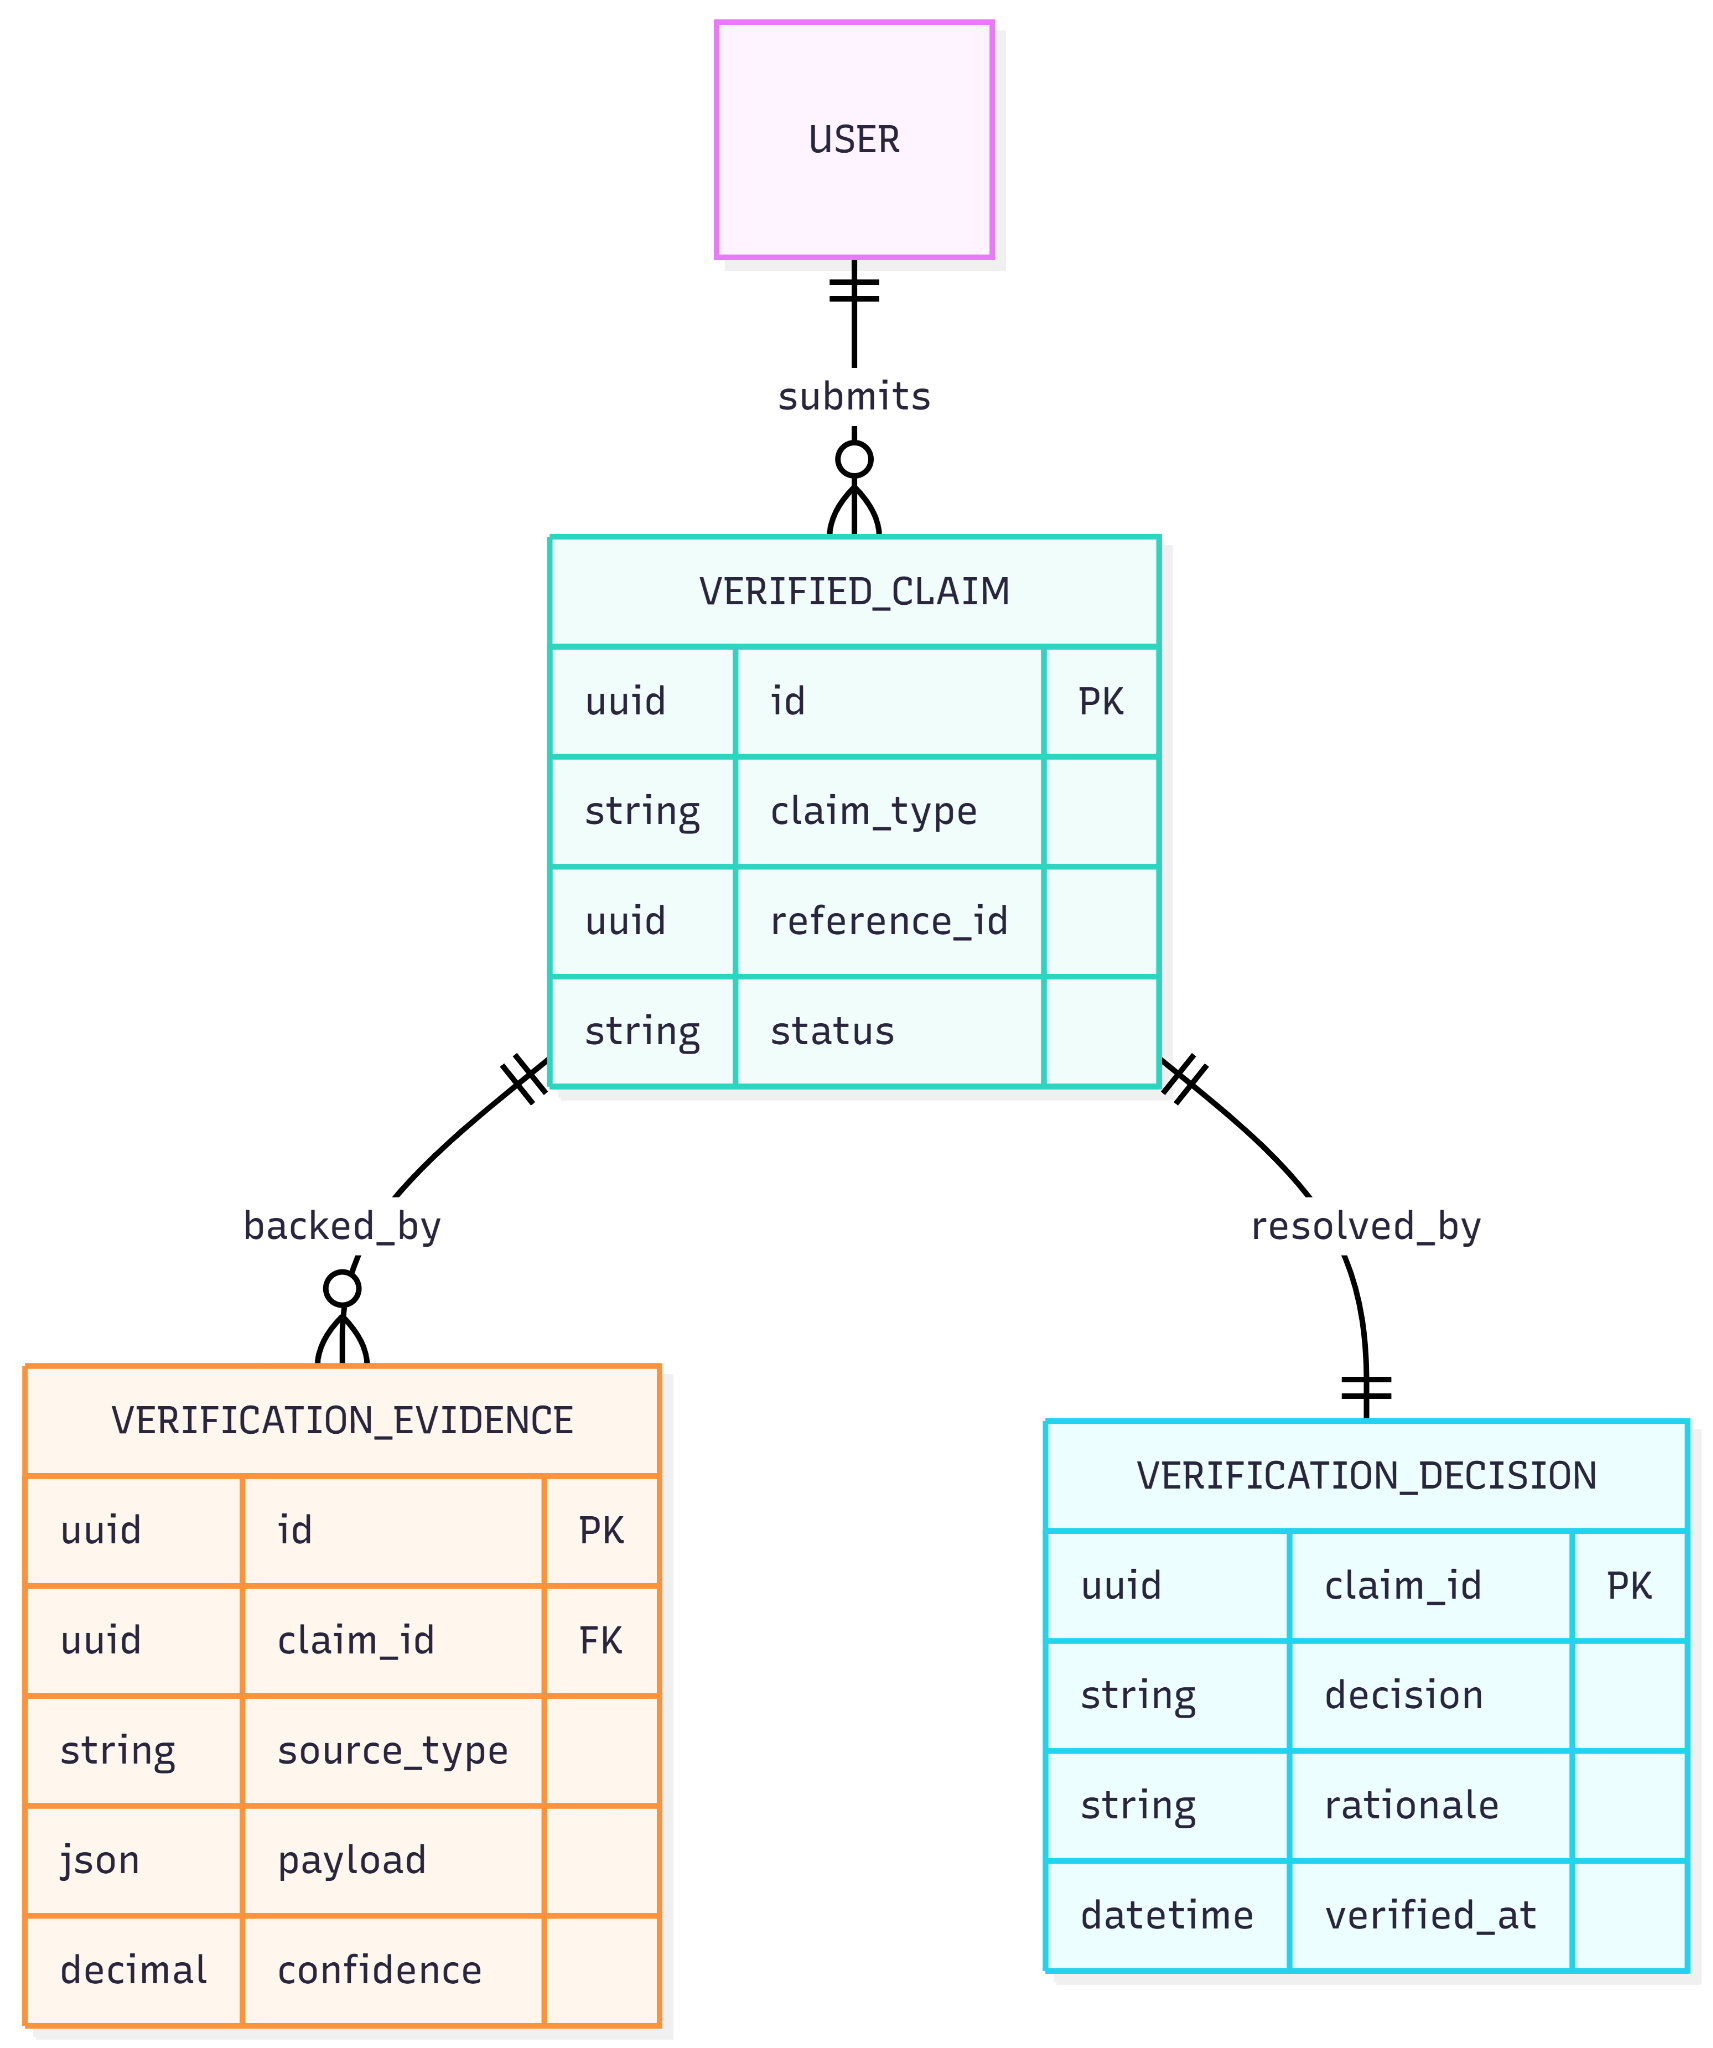 USER
submits
VERIFIED_CLAIM
uuid id PK
string claim_type
uuid reference_id
string status
backed_by
resolved_by
VERIFICATION_EVIDENCE
uuid id PK
uuid claim_id FK
string source_type
json payload
decimal confidence
VERIFICATION_DECISION
uuid claim_id PK
string decision
string rationale
datetime verified_at